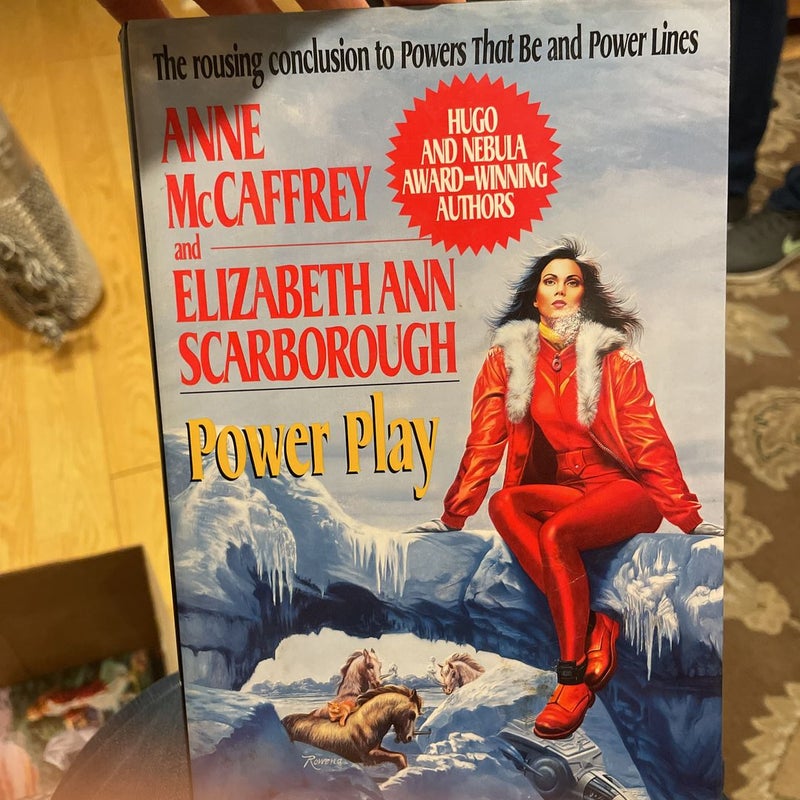 The rousing conclusion to Powers That Be and Power Lines
ANNE
McCAFFREY
and
ELIZABETH ANN
SCARBOROUGH
HUGO
AND NEBULA
AWARD-WINNING
AUTHORS
Power Play
Rowena